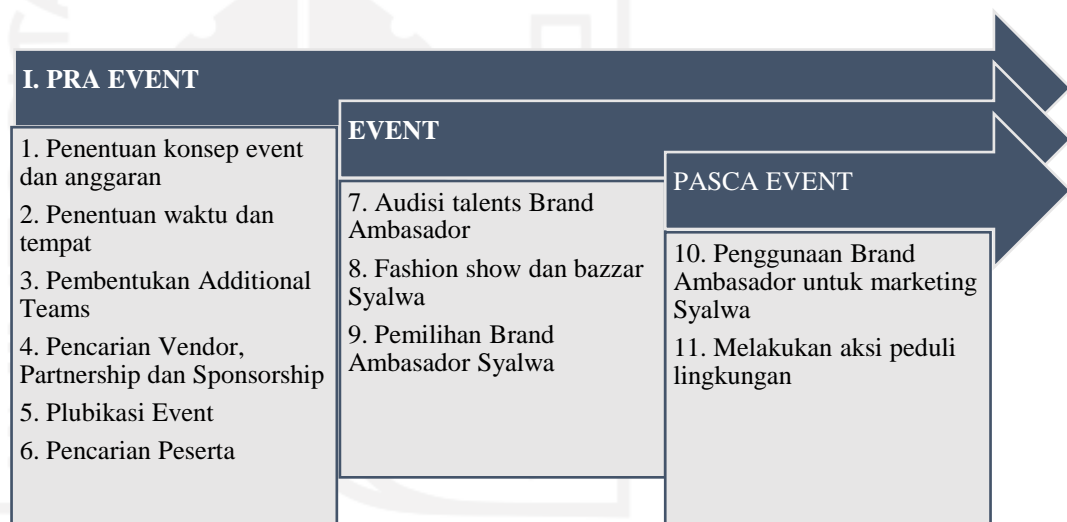 I. PRA EVENT
1. Penentuan konsep event
dan anggaran
2. Penentuan waktu dan
tempat
3. Pembentukan Additional
Teams
4. Pencarian Vendor,
Partnership dan Sponsorship
5. Plubikasi Event
6. Pencarian Peserta
EVENT
7. Audisi talents Brand
Ambasador
8. Fashion show dan bazzar
Syalwa
9. Pemilihan Brand
Ambasador Syalwa
PASCA EVENT
10. Penggunaan Brand
Ambasador untuk marketing
Syalwa
11. Melakukan aksi peduli
lingkungan